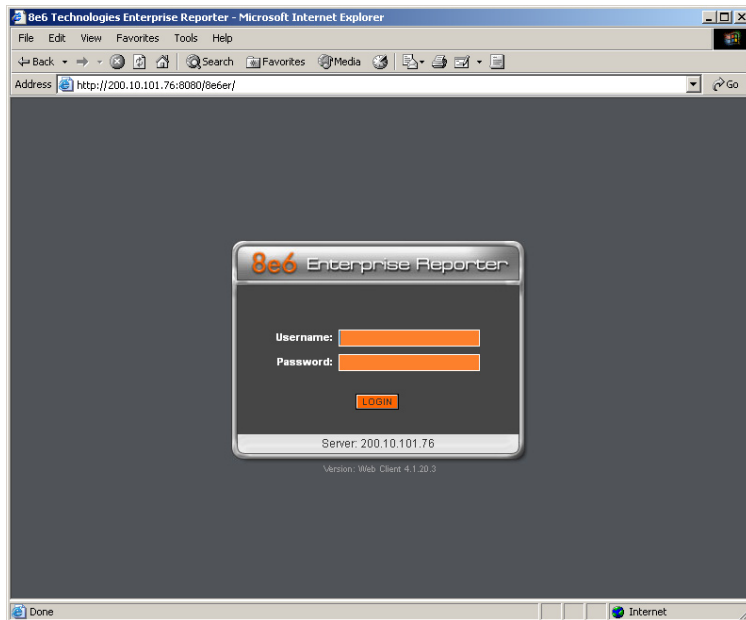 8e6 Technologies Enterprise Reporter - Microsoft Internet Explorer
File Edit View Favorites Tools Help
Back Search Favorites Media
Address http://200.10.101.76:8080/8e6er/ Go
8e6 Enterprise Reporter
Username:
Password:
LOGIN
Server: 200.10.101.76
Version: Web Client 4.1.20.3
Done Internet